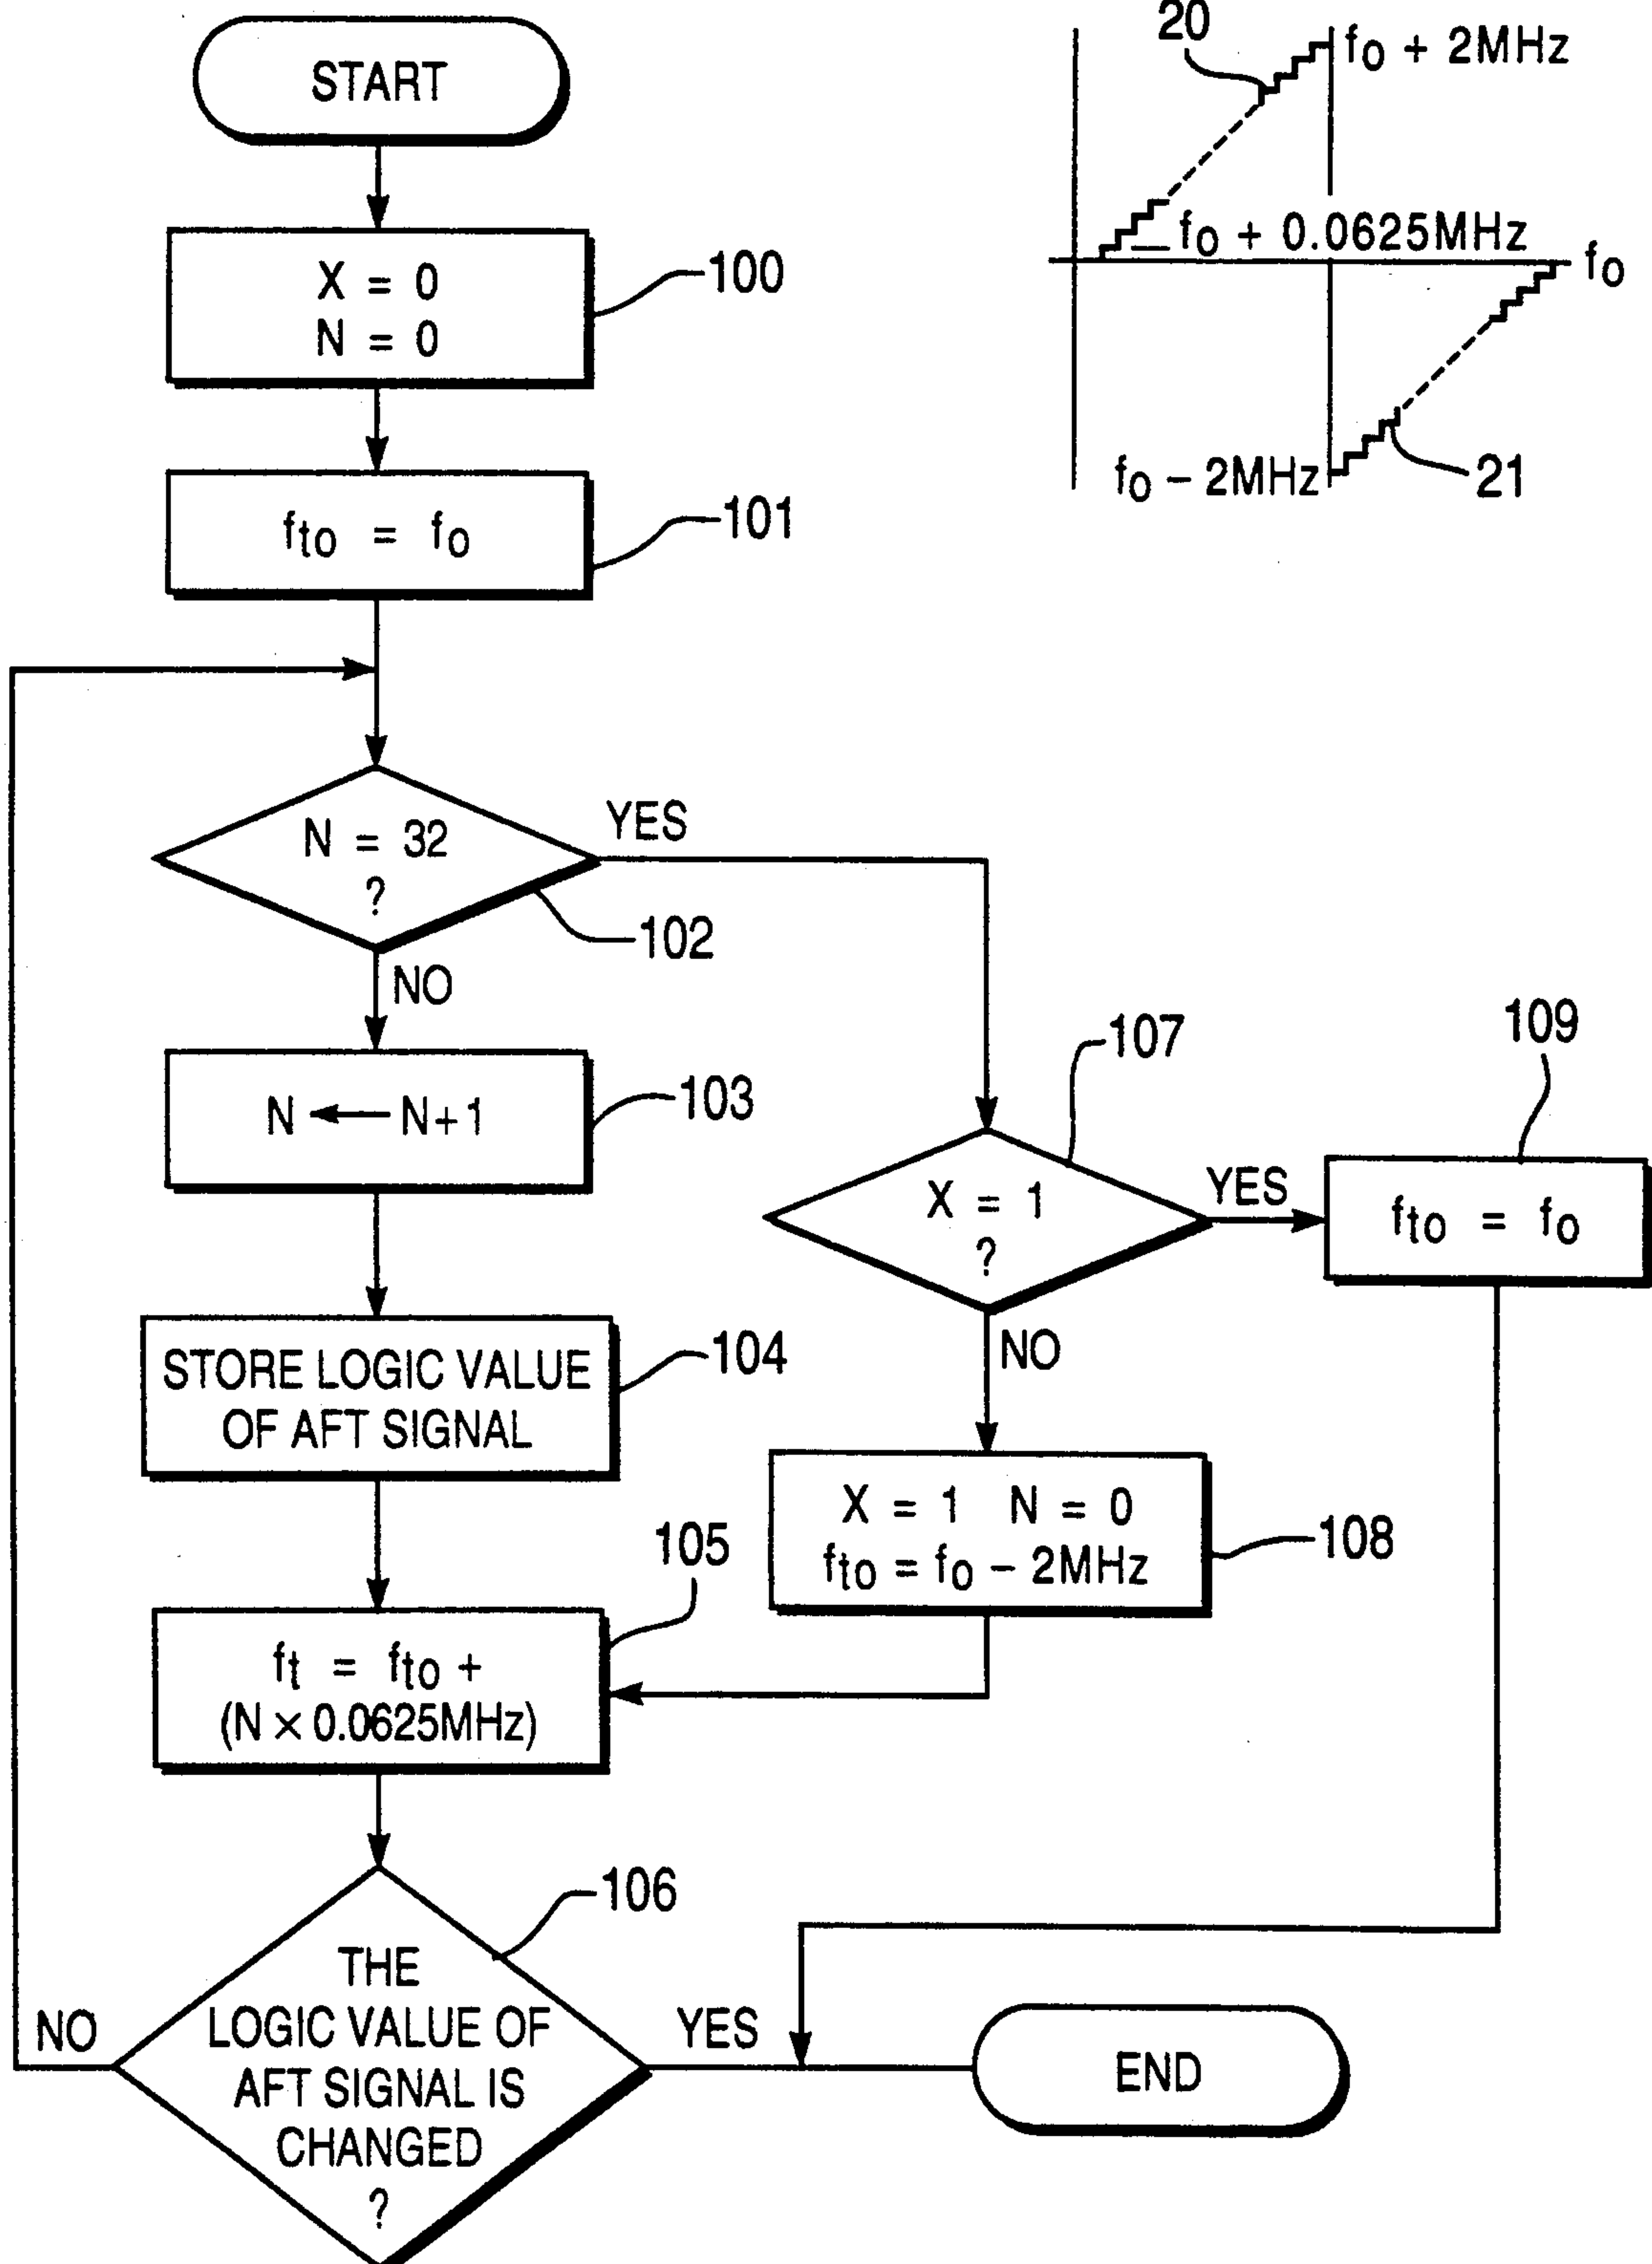 START
X = 0
N = 0
100
fto = fo
101
N = 32
?
YES
102
NO
N ← N+1
103
STORE LOGIC VALUE
OF AFT SIGNAL
104
105
ft = fto +
(N × 0.0625MHz)
106
THE
LOGIC VALUE OF
AFT SIGNAL IS
CHANGED
?
NO
YES
END
107
X = 1
?
YES
NO
109
fto = fo
X = 1 N = 0
fto = fo − 2MHz
108
20
fo + 2MHz
fo + 0.0625MHz
fo
fo − 2MHz
21